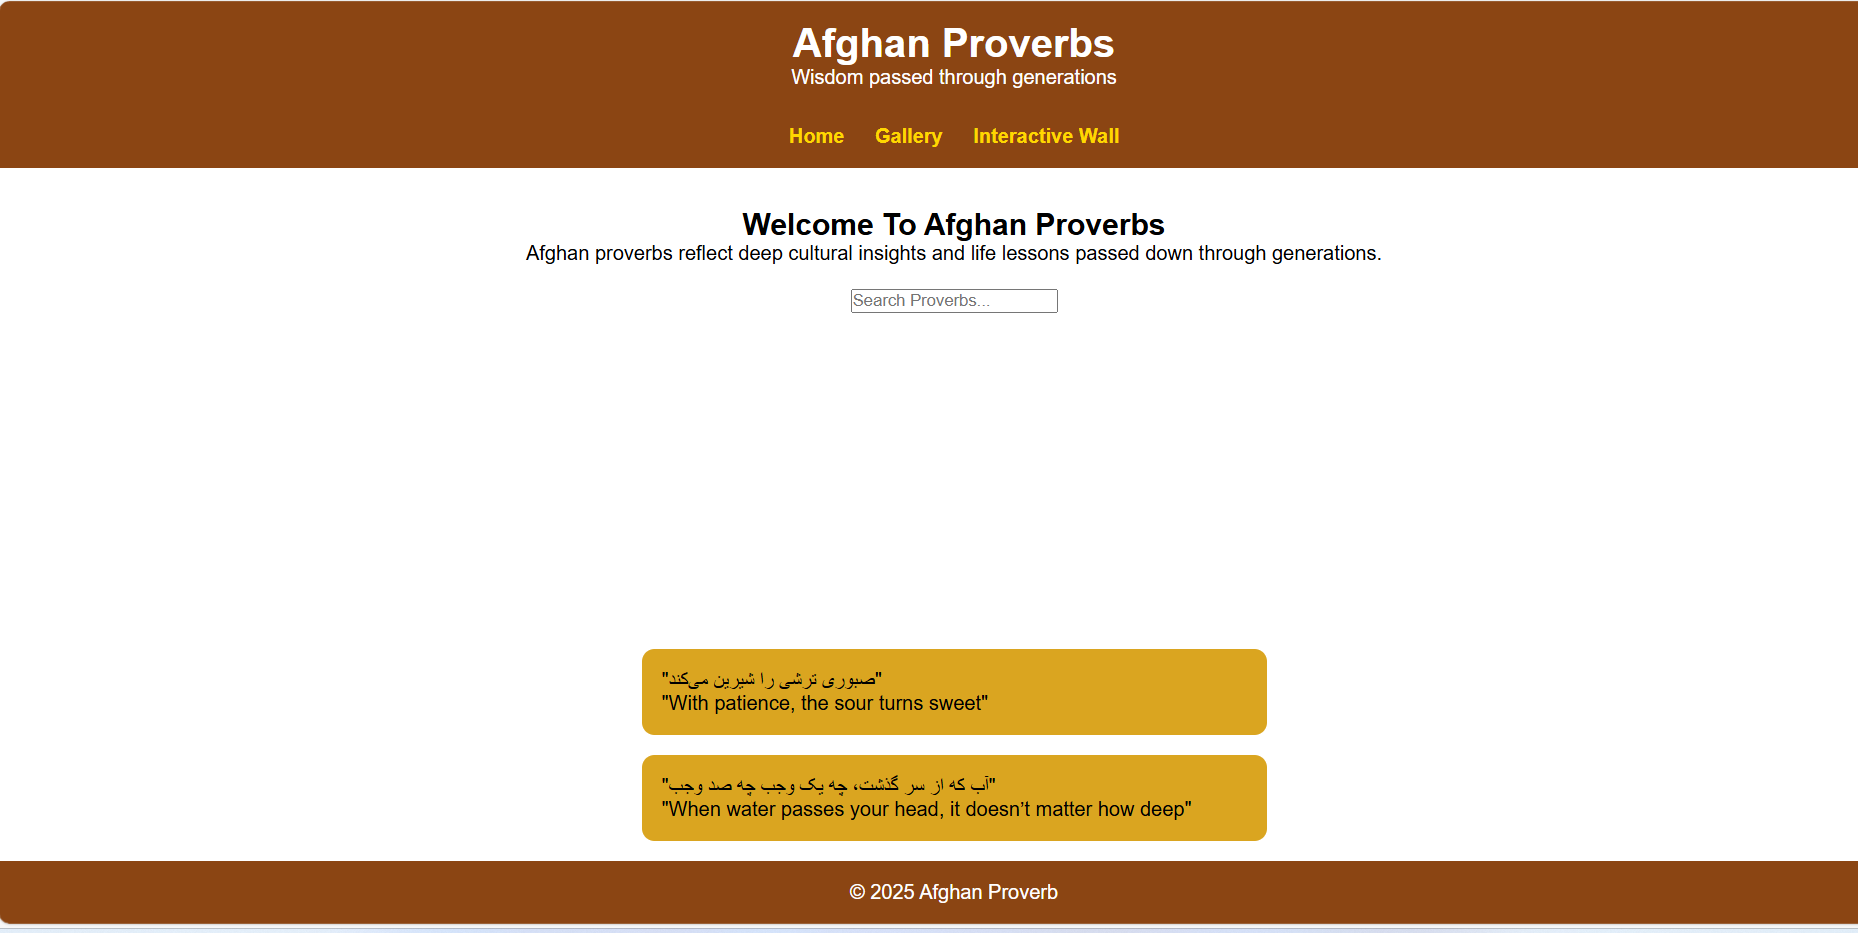 Afghan Proverbs
Wisdom passed through generations
Home Gallery Interactive Wall
Welcome To Afghan Proverbs
Afghan proverbs reflect deep cultural insights and life lessons passed down through generations.
Search Proverbs...
"صبوری ترشی را شیرین می‌کند"
"With patience, the sour turns sweet"
"آب که از سر گذشت، چه یک وجب چه صد وجب"
"When water passes your head, it doesn’t matter how deep"
© 2025 Afghan Proverb